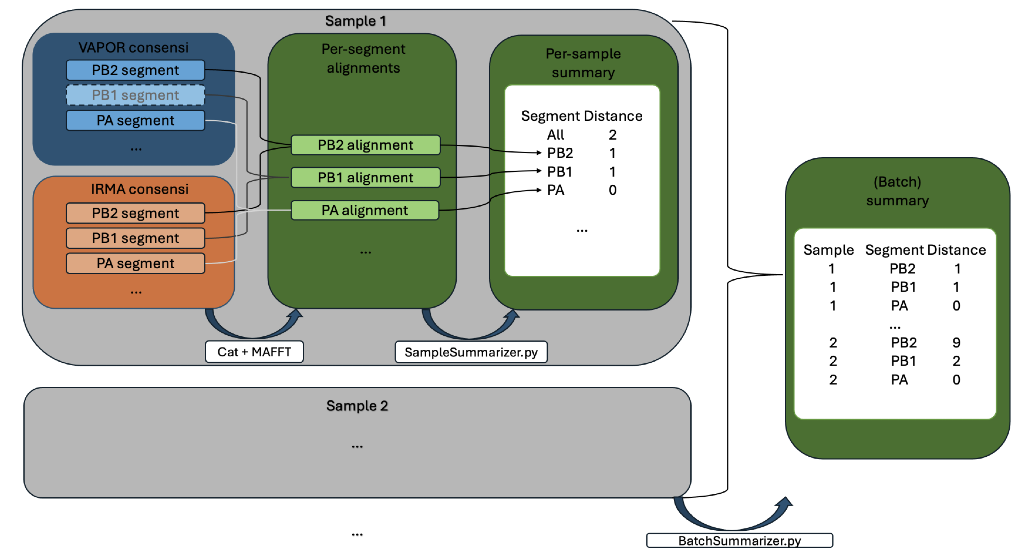 Sample 1
VAPOR consensi
PB2 segment
PB1 segment
PA segment
...
IRMA consensi
PB2 segment
PB1 segment
PA segment
...
Per-segment
alignments
PB2 alignment
PB1 alignment
PA alignment
...
Per-sample
summary
Segment Distance
All 2
PB2 1
PB1 1
PA 0
...
Cat + MAFFT
SampleSummarizer.py
Sample 2
...
...
(Batch)
summary
Sample Segment Distance
1 PB2 1
1 PB1 1
1 PA 0
...
2 PB2 9
2 PB1 2
2 PA 0
BatchSummarizer.py